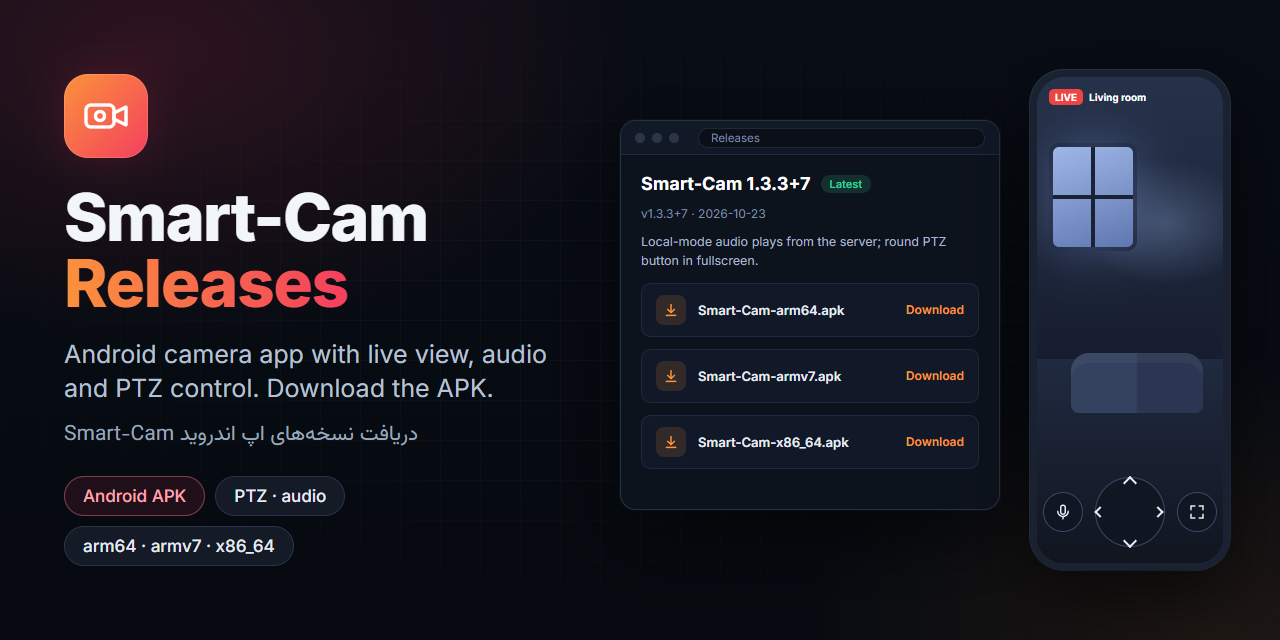 Smart-Cam
Releases
Android camera app with live view, audio
and PTZ control. Download the APK.
دریافت نسخه‌های اپ اندروید Smart-Cam
Android APK
PTZ · audio
arm64 · armv7 · x86_64
Releases
Smart-Cam 1.3.3+7 Latest
v1.3.3+7 · 2026-10-23
Local-mode audio plays from the server; round PTZ
button in fullscreen.
Smart-Cam-arm64.apk Download
Smart-Cam-armv7.apk Download
Smart-Cam-x86_64.apk Download
LIVE Living room